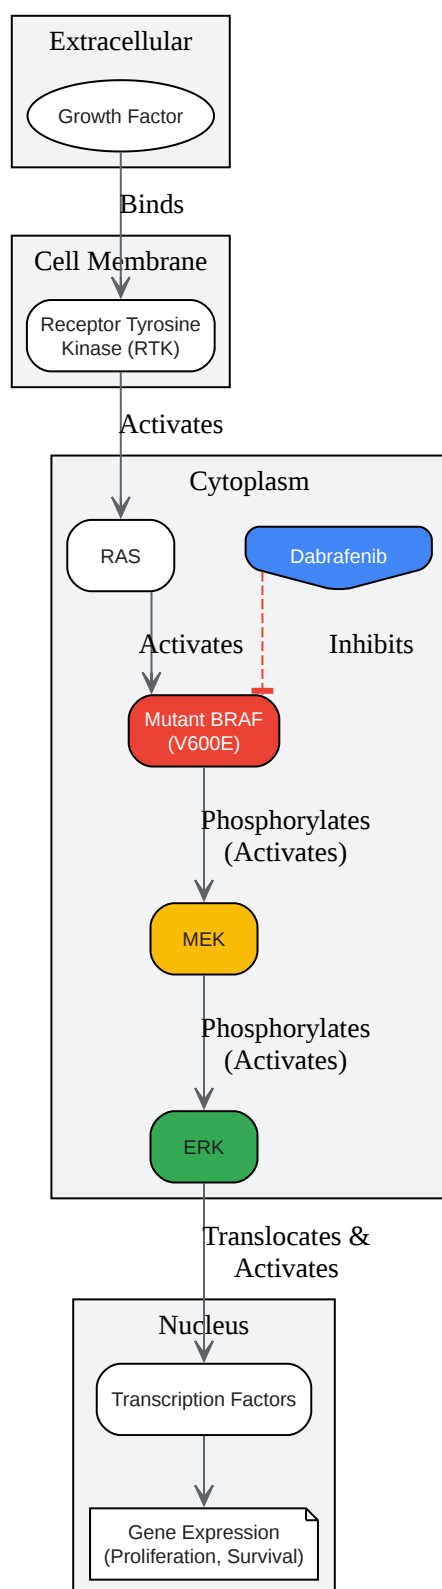 Extracellular
Growth Factor
Binds
Cell Membrane
Receptor Tyrosine
Kinase (RTK)
Activates
Cytoplasm
RAS
Dabrafenib
Activates
Inhibits
Mutant BRAF
(V600E)
Phosphorylates
(Activates)
MEK
Phosphorylates
(Activates)
ERK
Translocates &
Activates
Nucleus
Transcription Factors
Gene Expression
(Proliferation, Survival)